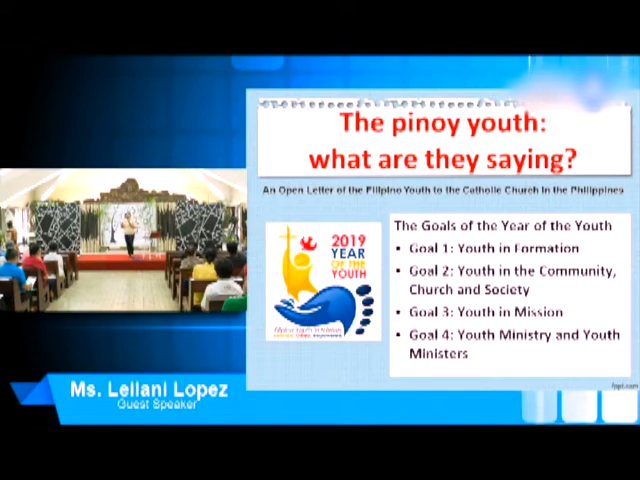 The pinoy youth:
what are they saying?
An Open Letter of the Filipino Youth to the Catholic Church in the Philippines
2019
YEAR
OF THE
YOUTH
The Goals of the Year of the Youth
• Goal 1: Youth in Formation
• Goal 2: Youth in the Community,
Church and Society
• Goal 3: Youth in Mission
• Goal 4: Youth Ministry and Youth
Ministers
Ms. Leilani Lopez
Guest Speaker